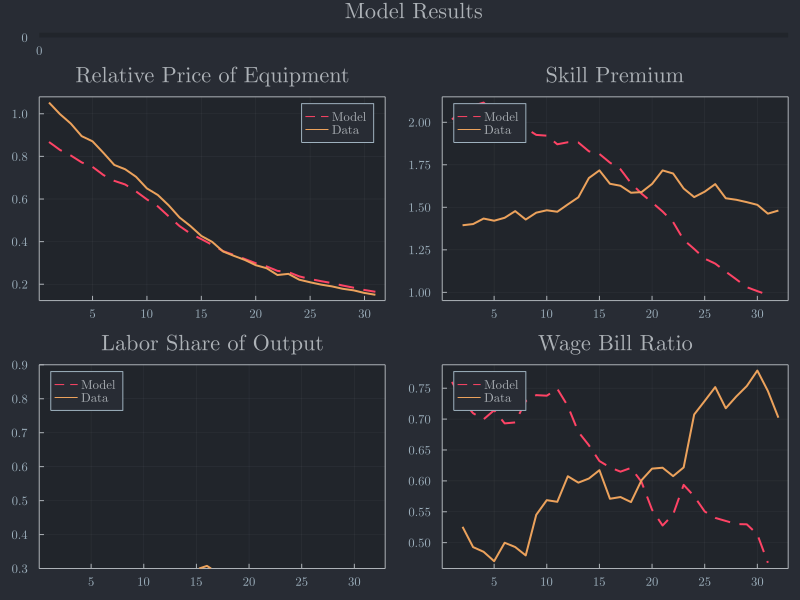 Model Results
0
0
Relative Price of Equipment
Skill Premium
1.0
0.8
0.6
0.4
0.2
Model
Data
5 10 15 20 25 30
2.00
1.75
1.50
1.25
1.00
Model
Data
5 10 15 20 25 30
Labor Share of Output
Wage Bill Ratio
0.9
0.8
0.7
0.6
0.5
0.4
0.3
Model
Data
5 10 15 20 25 30
0.75
0.70
0.65
0.60
0.55
0.50
Model
Data
5 10 15 20 25 30